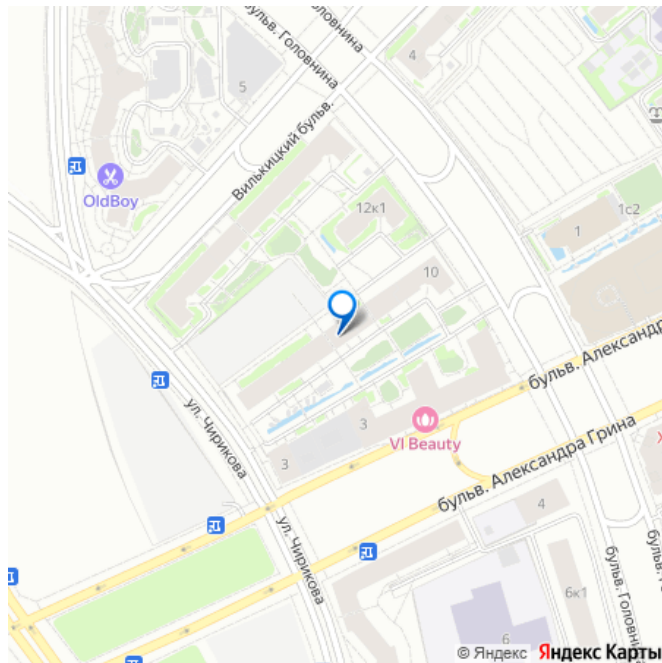 бульв. Головнина
Головнина
4
5
Вилькицкий бульв.
OldBoy
12к1
1с2
1
10
бульв. Александр
ул. Чирикова
3
VI Beauty
3
бульв. Александра Грина
4
ул. Чирикова
бульв. Головнина
6к1
6
© Яндекс Яндекс Карты